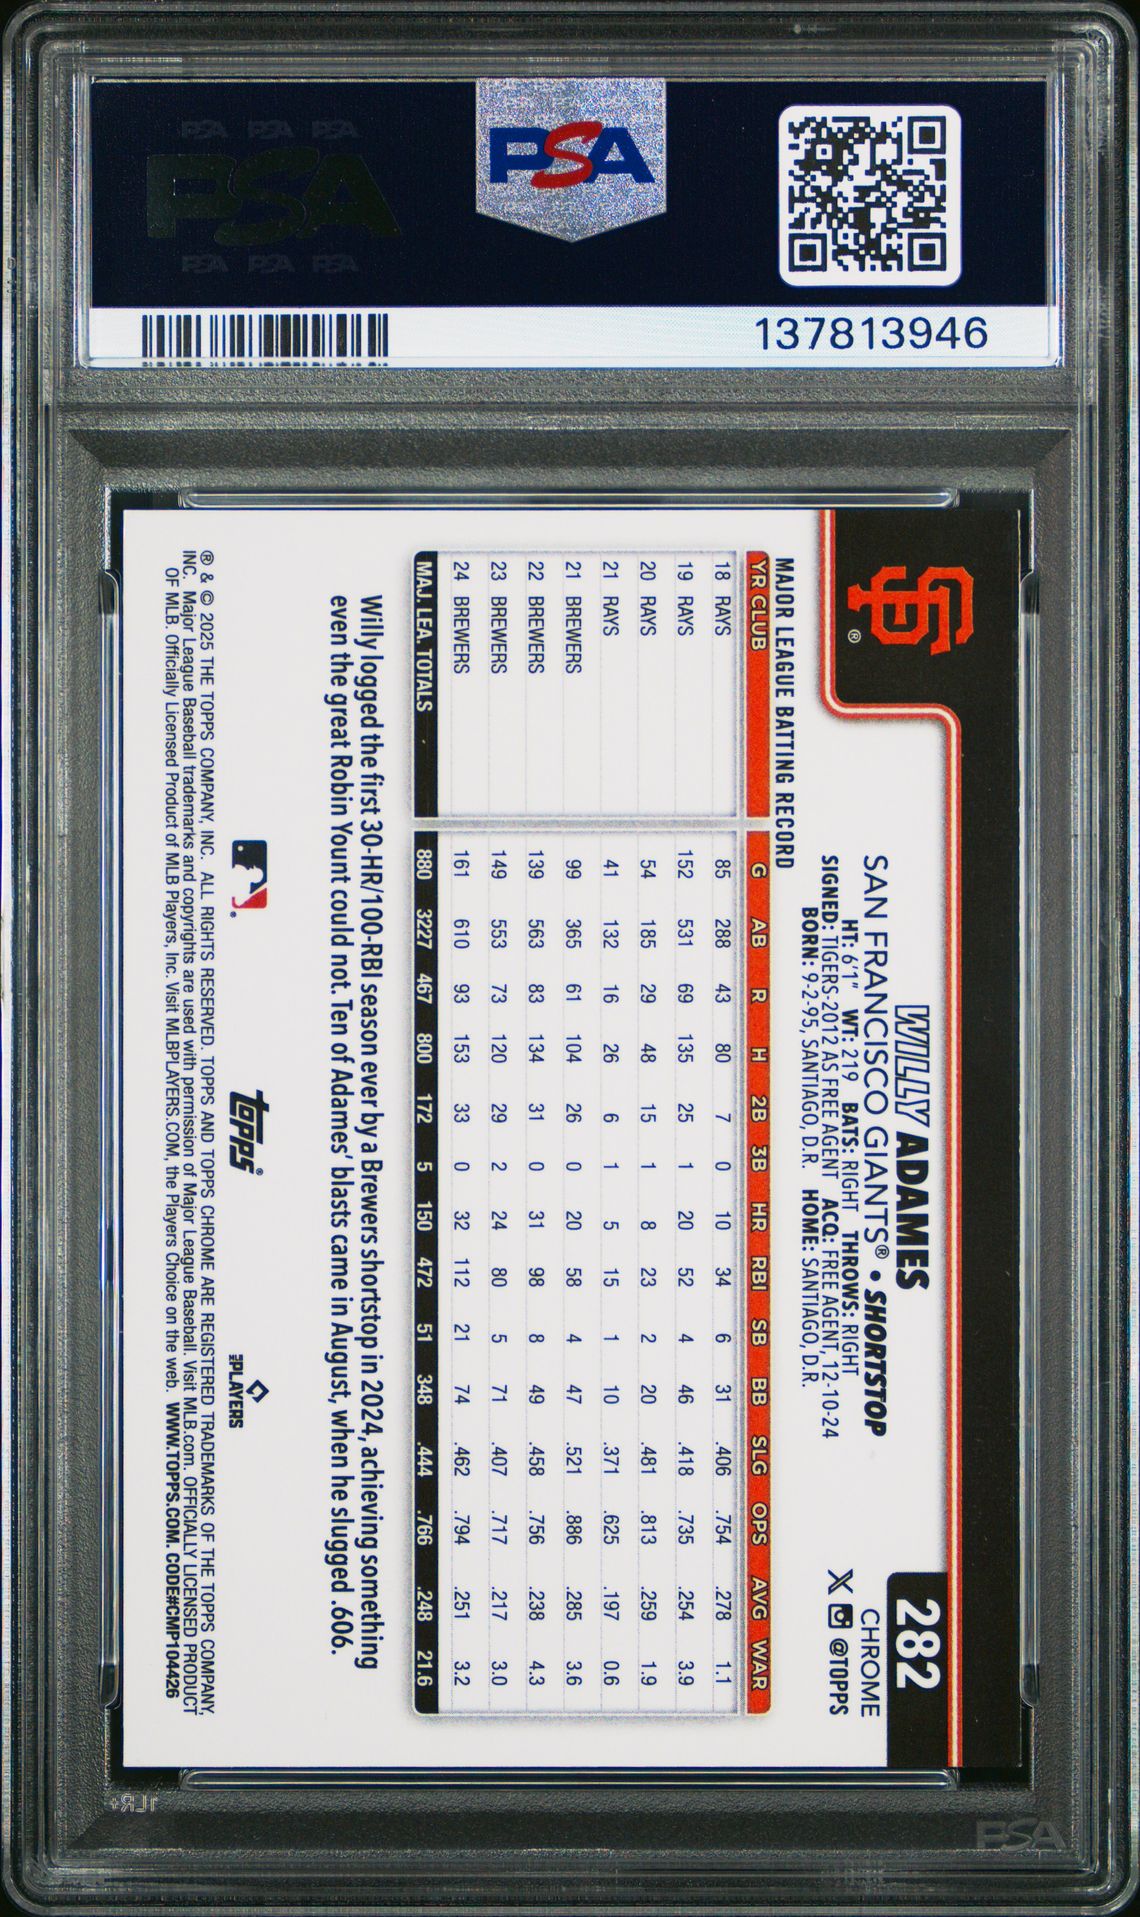 PSA PSA PSA
PSA
PSA PSA PSA
PSA
137813946
282
CHROME
X @TOPPS
WILLY ADAMES
SAN FRANCISCO GIANTS® • SHORTSTOP
HT: 6'1" WT: 219 BATS: RIGHT THROWS: RIGHT
SIGNED: TIGERS-2012 AS FREE AGENT ACQ: FREE AGENT, 12-10-24
BORN: 9-2-95, SANTIAGO, D.R. HOME: SANTIAGO, D.R.
SF®
MAJOR LEAGUE BATTING RECORD
YR CLUB G AB R H 2B 3B HR RBI SB BB SLG OPS AVG WAR
18 RAYS 85 288 43 80 7 0 10 34 6 31 .406 .754 .278 1.1
19 RAYS 152 531 69 135 25 1 20 52 4 46 .418 .735 .254 3.9
20 RAYS 54 185 29 48 15 1 8 23 2 20 .481 .813 .259 1.9
21 RAYS 41 132 16 26 6 1 5 15 1 10 .371 .625 .197 0.6
21 BREWERS 99 365 61 104 26 0 20 58 4 47 .521 .886 .285 3.6
22 BREWERS 139 563 83 134 31 0 31 98 8 49 .458 .756 .238 4.3
23 BREWERS 149 553 73 120 29 2 24 80 5 71 .407 .717 .217 3.0
24 BREWERS 161 610 93 153 33 0 32 112 21 74 .462 .794 .251 3.2
MAJ. LEA. TOTALS 880 3227 467 800 172 5 150 472 51 348 .444 .766 .248 21.6
Willy logged the first 30-HR/100-RBI season ever by a Brewers shortstop in 2024, achieving something
even the great Robin Yount could not. Ten of Adames' blasts came in August, when he slugged .606.
topps®
MLB PLAYERS
® & © 2025 THE TOPPS COMPANY, INC. ALL RIGHTS RESERVED. TOPPS AND TOPPS CHROME ARE REGISTERED TRADEMARKS OF THE TOPPS COMPANY,
INC. Major League Baseball trademarks and copyrights are used with permission of Major League Baseball. Visit MLB.com. OFFICIALLY LICENSED PRODUCT
OF MLB. Officially Licensed Product of MLB Players, Inc. Visit MLBPLAYERS.COM, the Players Choice on the web. WWW.TOPPS.COM. CODE#CMP104426
PSA